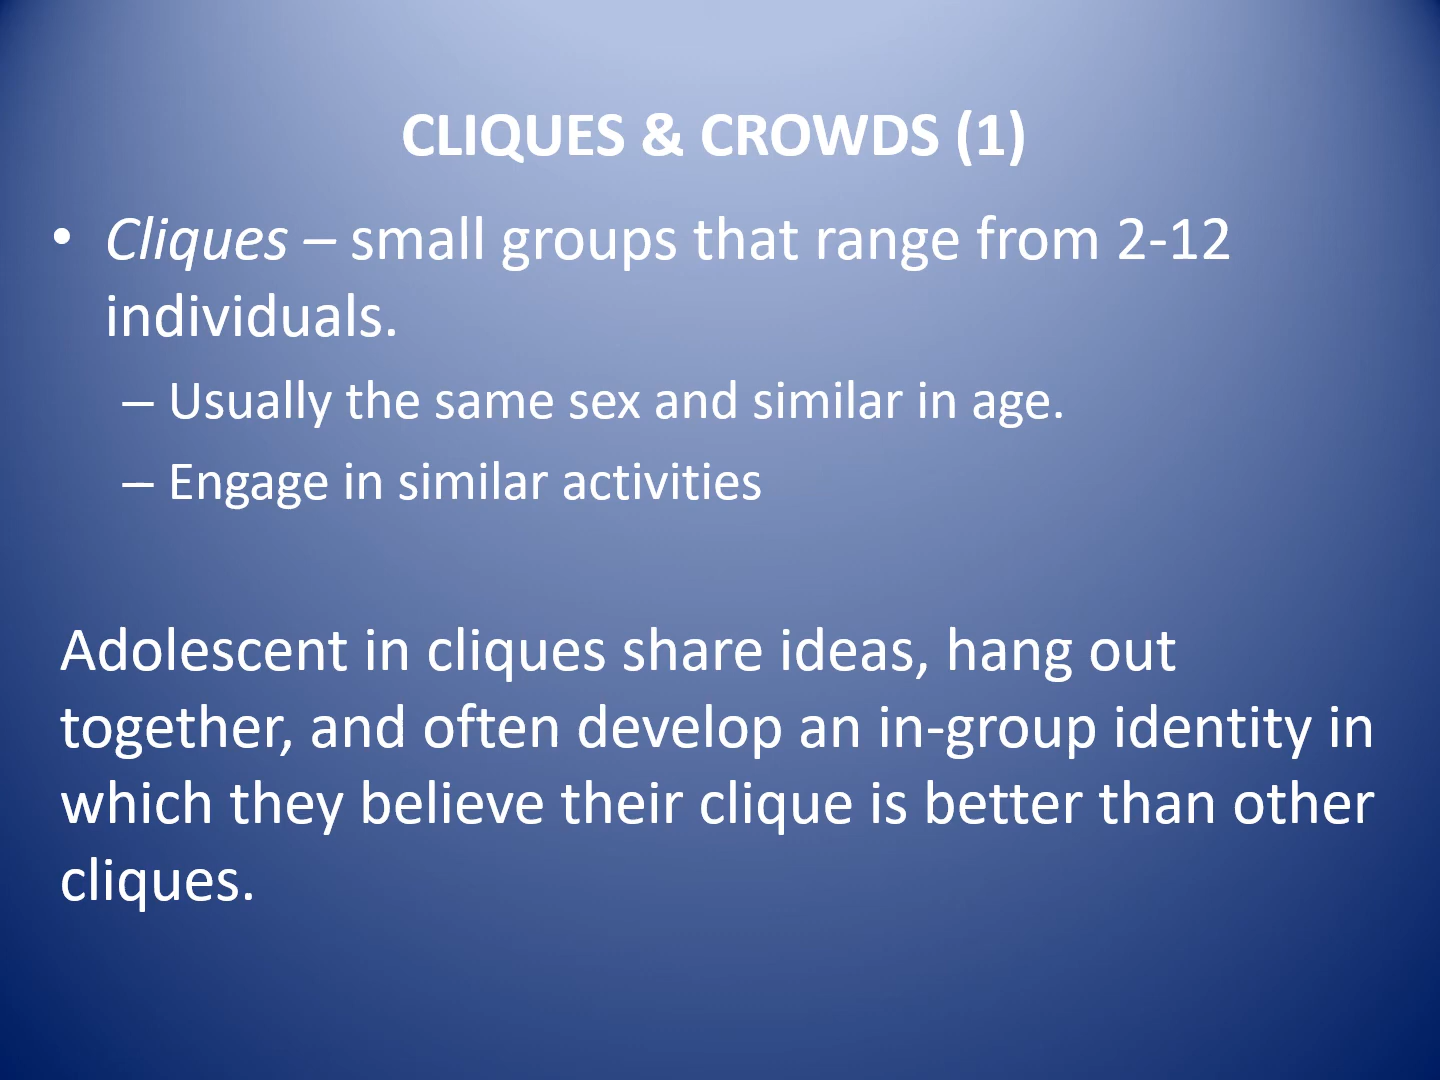 CLIQUES & CROWDS (1)
• Cliques – small groups that range from 2-12
individuals.
– Usually the same sex and similar in age.
– Engage in similar activities
Adolescent in cliques share ideas, hang out
together, and often develop an in-group identity in
which they believe their clique is better than other
cliques.